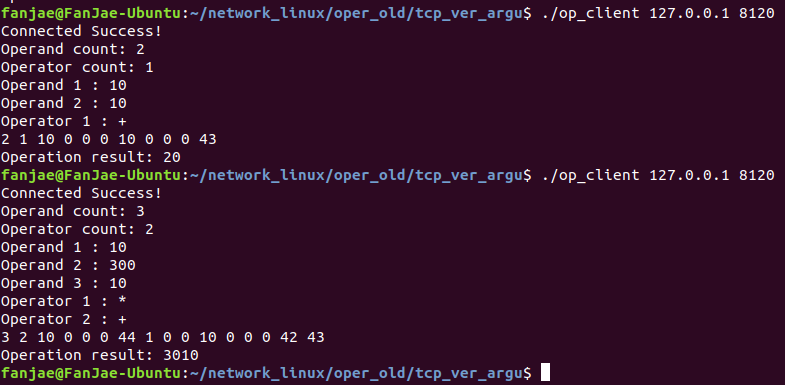 fanjae@FanJae-Ubuntu:~/network_linux/oper_old/tcp_ver_argu$ ./op_client 127.0.0.1 8120
Connected Success!
Operand count: 2
Operator count: 1
Operand 1 : 10
Operand 2 : 10
Operator 1 : +
2 1 10 0 0 0 10 0 0 0 43
Operation result: 20
fanjae@FanJae-Ubuntu:~/network_linux/oper_old/tcp_ver_argu$ ./op_client 127.0.0.1 8120
Connected Success!
Operand count: 3
Operator count: 2
Operand 1 : 10
Operand 2 : 300
Operand 3 : 10
Operator 1 : *
Operator 2 : +
3 2 10 0 0 0 44 1 0 0 10 0 0 0 42 43
Operation result: 3010
fanjae@FanJae-Ubuntu:~/network_linux/oper_old/tcp_ver_argu$